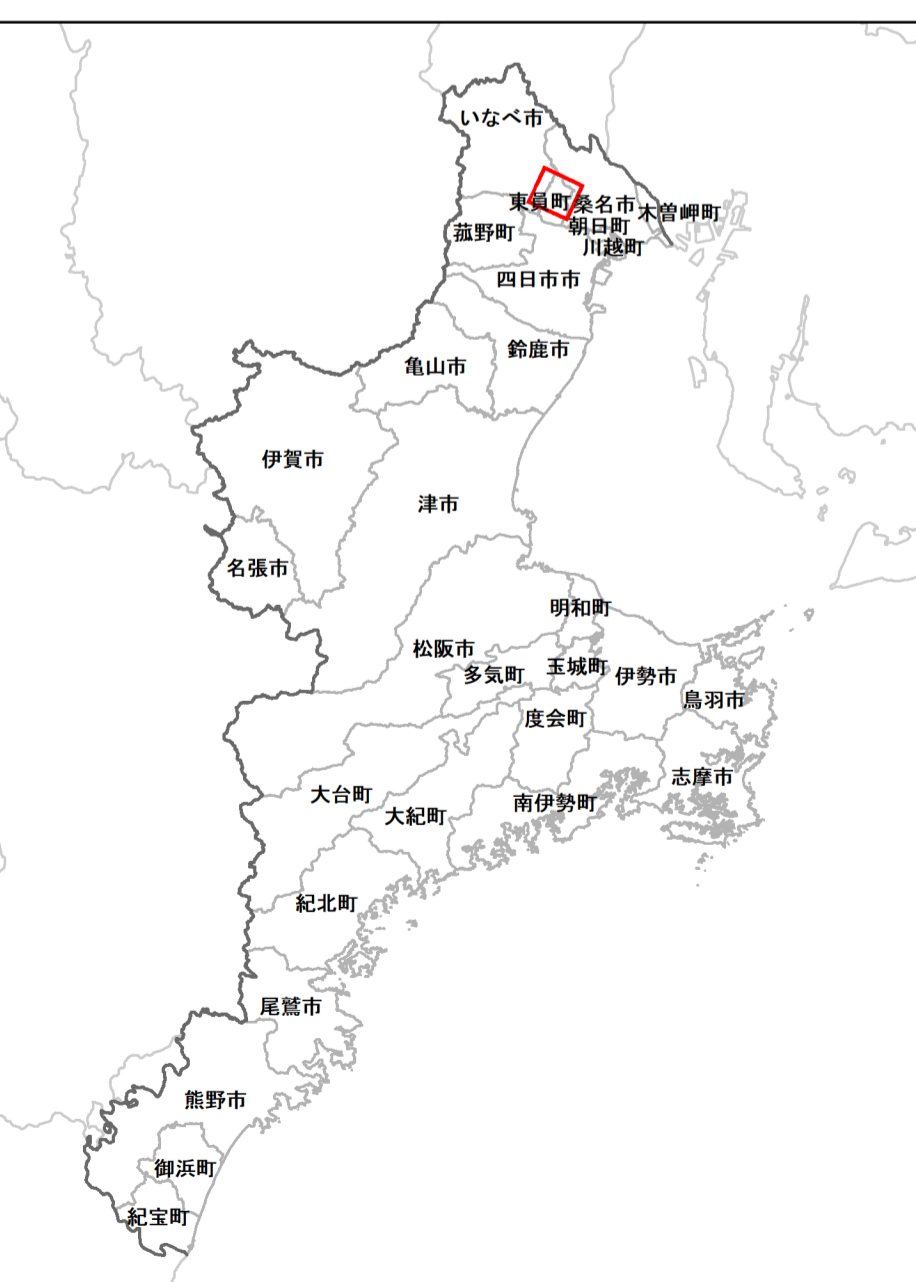 いなべ市
東員町
桑名市
木曽岬町
朝日町
菰野町
川越町
四日市市
鈴鹿市
亀山市
伊賀市
津市
名張市
明和町
松阪市
多気町
玉城町
伊勢市
鳥羽市
度会町
志摩市
大台町
南伊勢町
大紀町
紀北町
尾鷲市
熊野市
御浜町
紀宝町